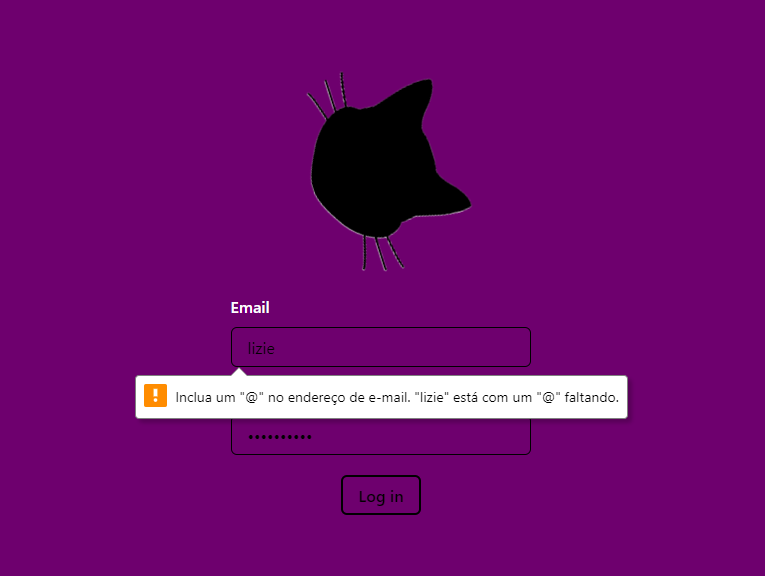 Email
lizie
Inclua um "@" no endereço de e-mail. "lizie" está com um "@" faltando.
••••••••••
Log in